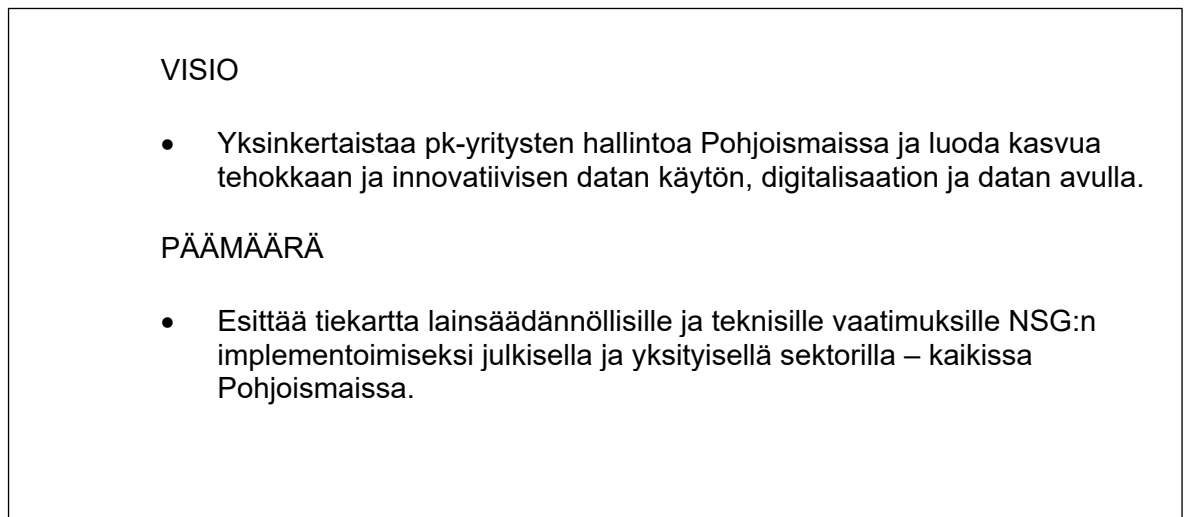 VISIO
• Yksinkertaistaa pk-yritysten hallintoa Pohjoismaissa ja luoda kasvua
tehokkaan ja innovatiivisen datan käytön, digitalisaation ja datan avulla.
PÄÄMÄÄRÄ
• Esittää tiekartta lainsäädännöllisille ja teknisille vaatimuksille NSG:n
implementoimiseksi julkisella ja yksityisellä sektorilla – kaikissa
Pohjoismaissa.